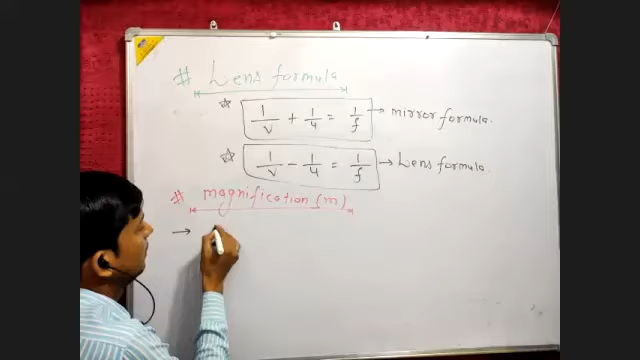 # Lens formula
☆ 1/v + 1/u = 1/f → mirror formula.
☆ 1/v - 1/u = 1/f → Lens formula.
# magnification (m)
→